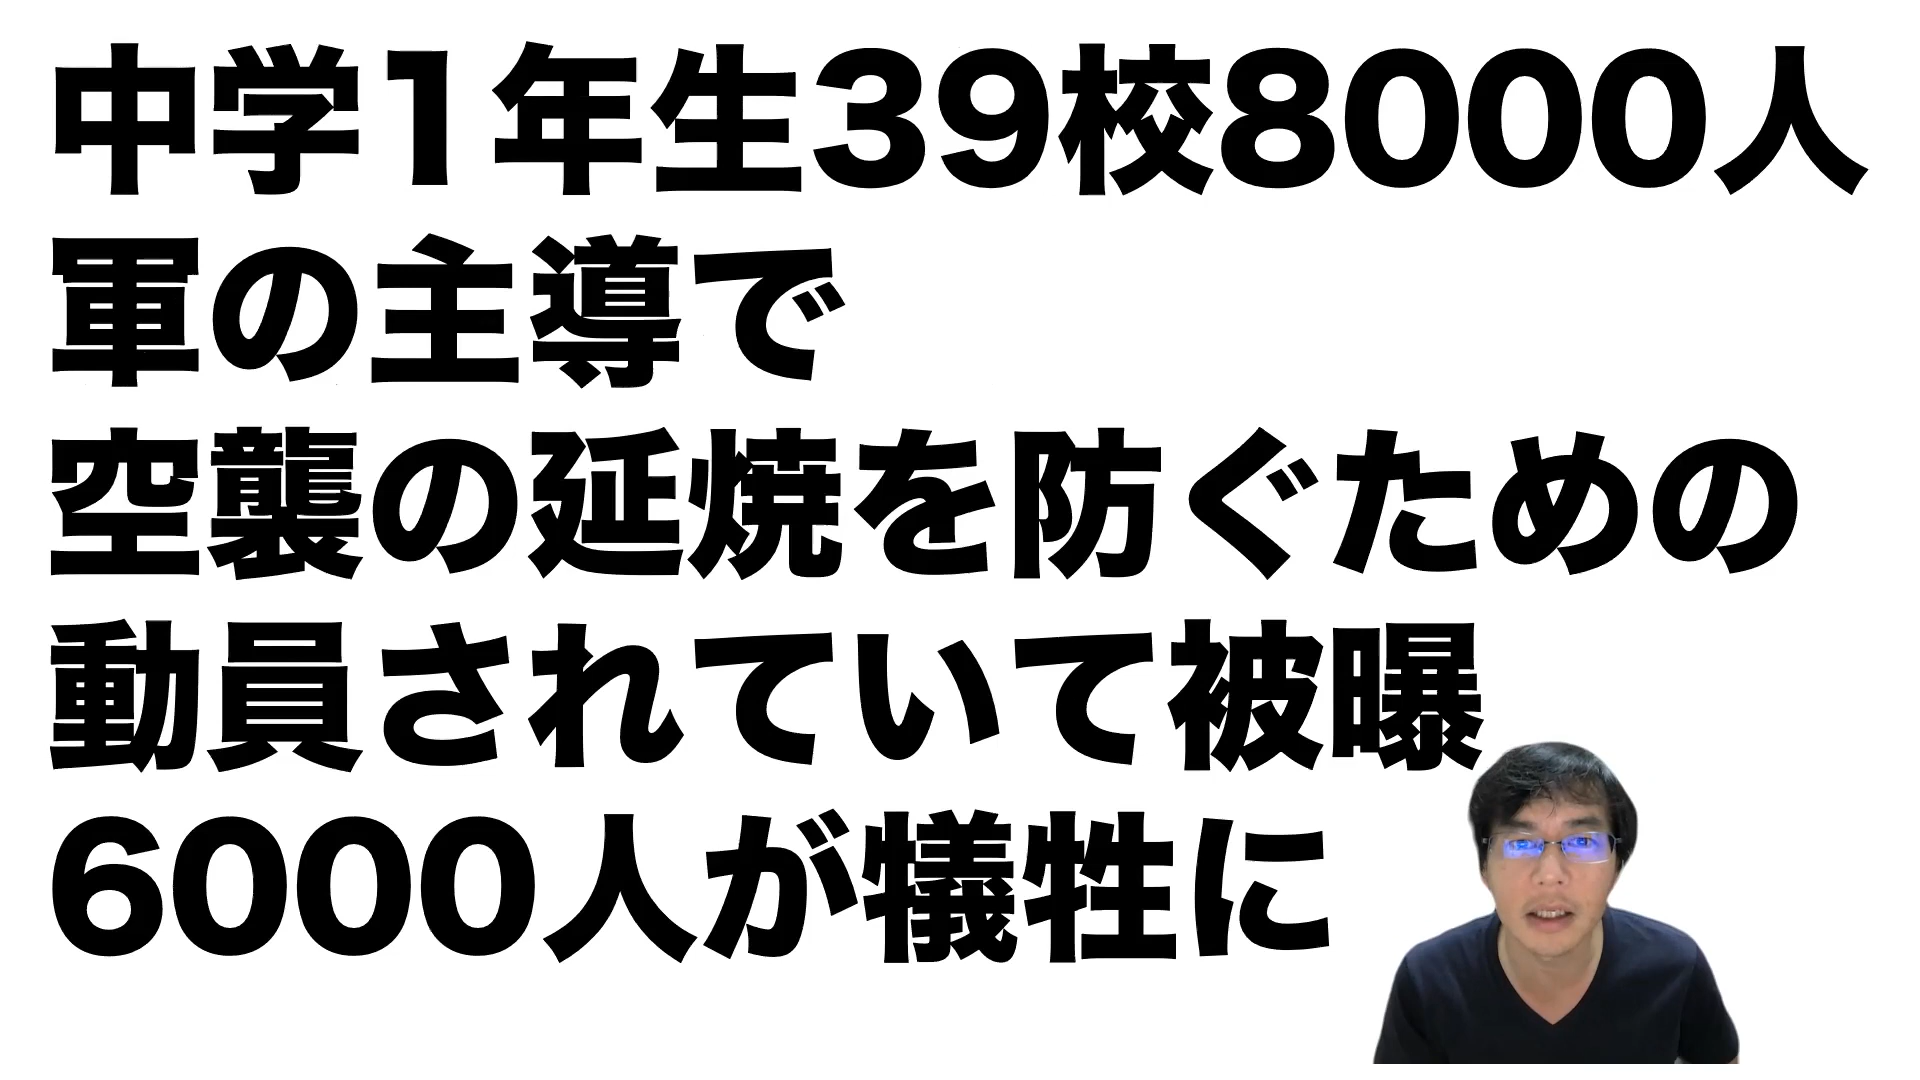 中学1年生39校8000人
軍の主導で
空襲の延焼を防ぐための
動員されていて被曝
6000人が犠牲に